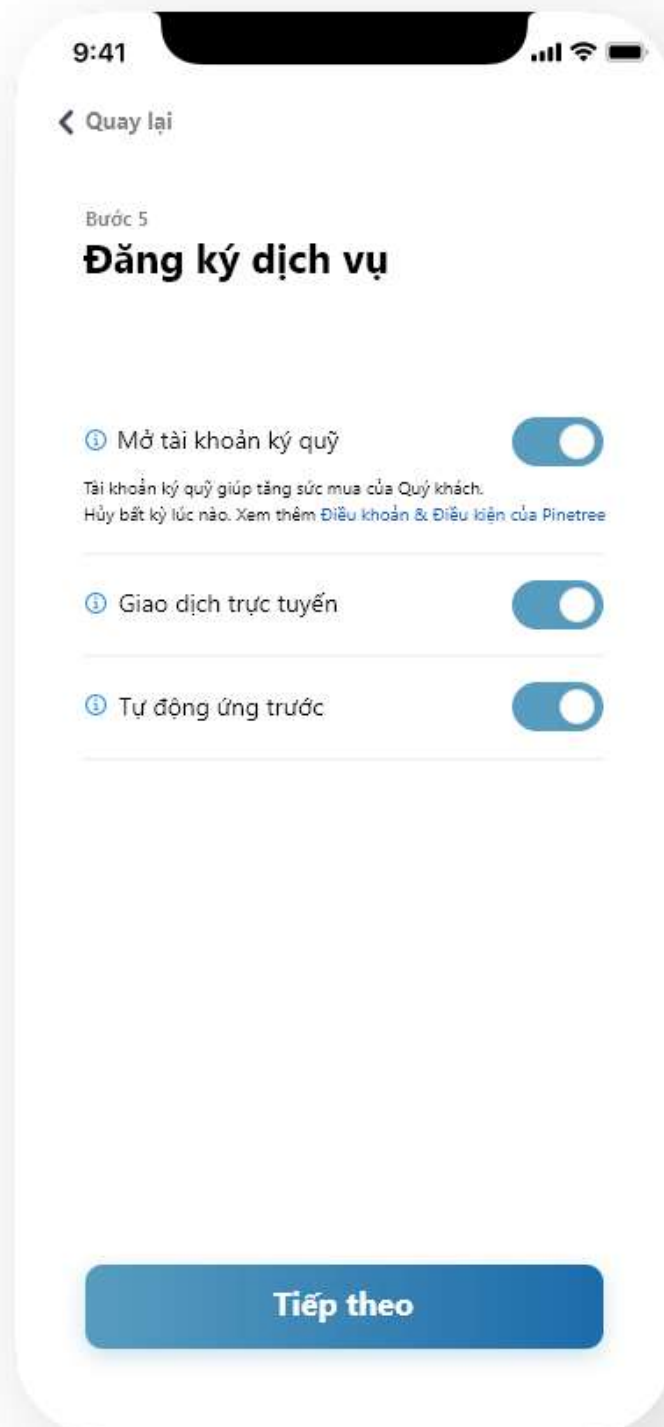 9:41
Quay lại
Bước 5
Đăng ký dịch vụ
Mở tài khoản ký quỹ
Tài khoản ký quỹ giúp tăng sức mua của Quý khách.
Hủy bất kỳ lúc nào. Xem thêm Điều khoản & Điều kiện của Pinetree
Giao dịch trực tuyến
Tự động ứng trước
Tiếp theo